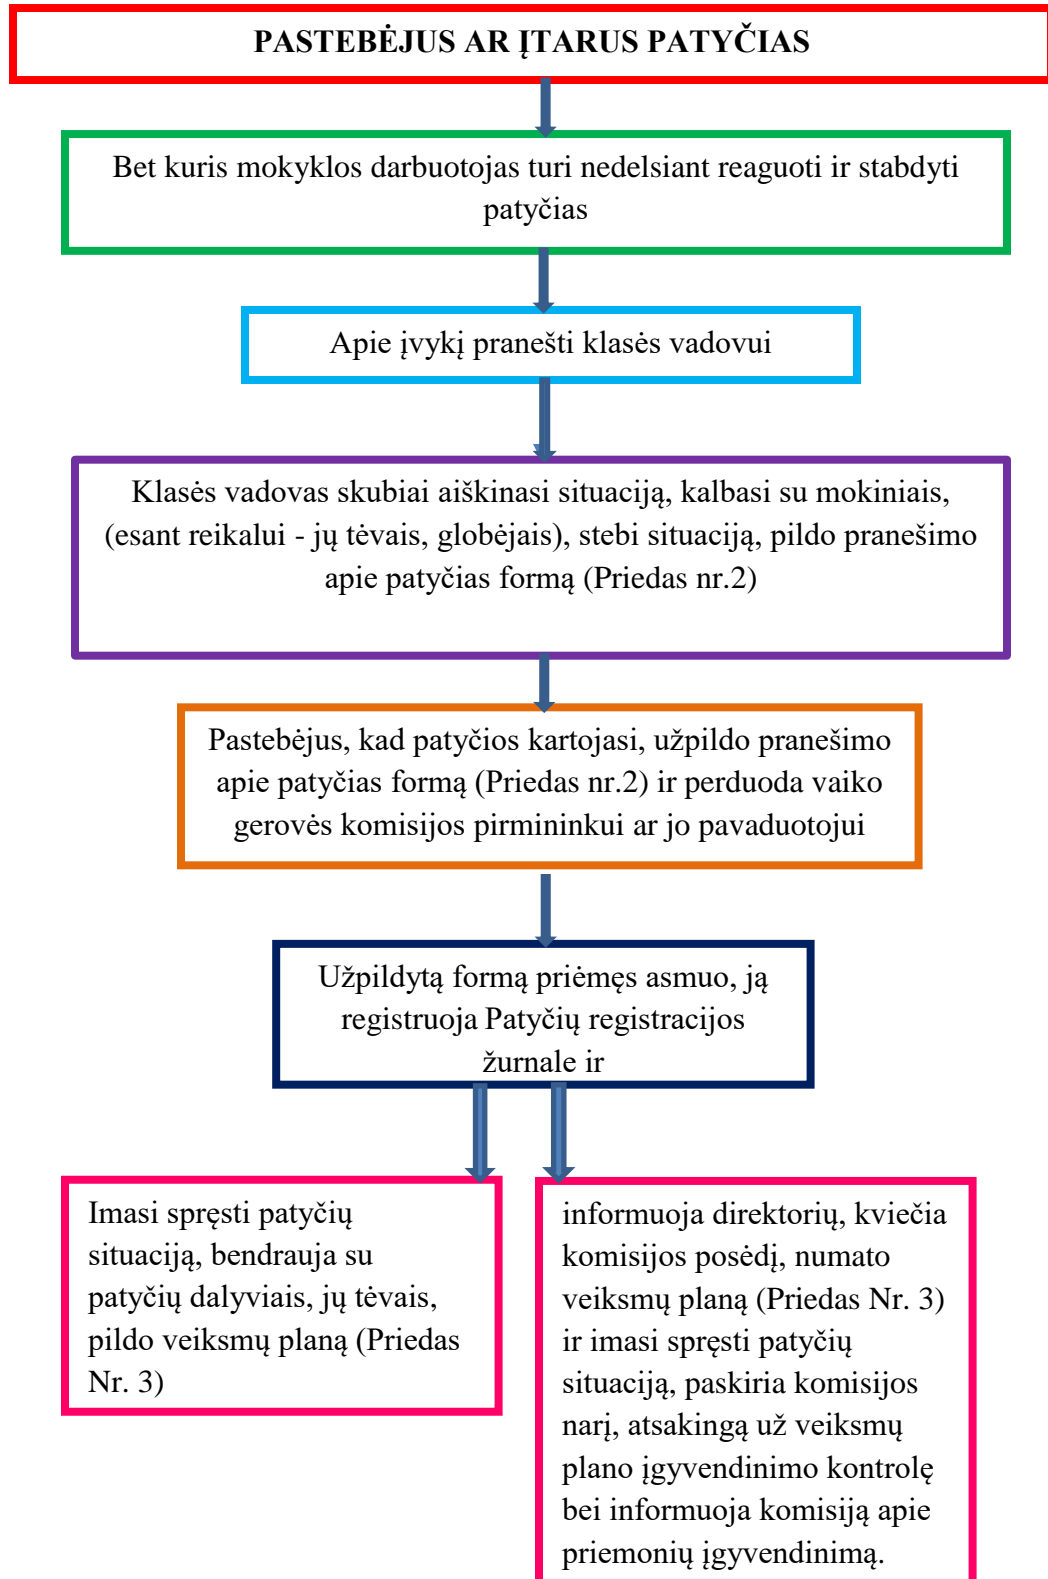 PASTEBĖJUS AR ĮTARUS PATYČIAS
Bet kuris mokyklos darbuotojas turi nedelsiant reaguoti ir stabdyti
patyčias
Apie įvykį pranešti klasės vadovui
Klasės vadovas skubiai aiškinasi situaciją, kalbasi su mokiniais,
(esant reikalui - jų tėvais, globėjais), stebi situaciją, pildo pranešimo
apie patyčias formą (Priedas nr.2)
Pastebėjus, kad patyčios kartojasi, užpildo pranešimo
apie patyčias formą (Priedas nr.2) ir perduoda vaiko
gerovės komisijos pirmininkui ar jo pavaduotojui
Užpildytą formą priėmęs asmuo, ją
registruoja Patyčių registracijos
žurnale ir
Imasi spręsti patyčių
situaciją, bendrauja su
patyčių dalyviais, jų tėvais,
pildo veiksmų planą (Priedas
Nr. 3)
informuoja direktorių, kviečia
komisijos posėdį, numato
veiksmų planą (Priedas Nr. 3)
ir imasi spręsti patyčių
situaciją, paskiria komisijos
narį, atsakingą už veiksmų
plano įgyvendinimo kontrolę
bei informuoja komisiją apie
priemonių įgyvendinimą.